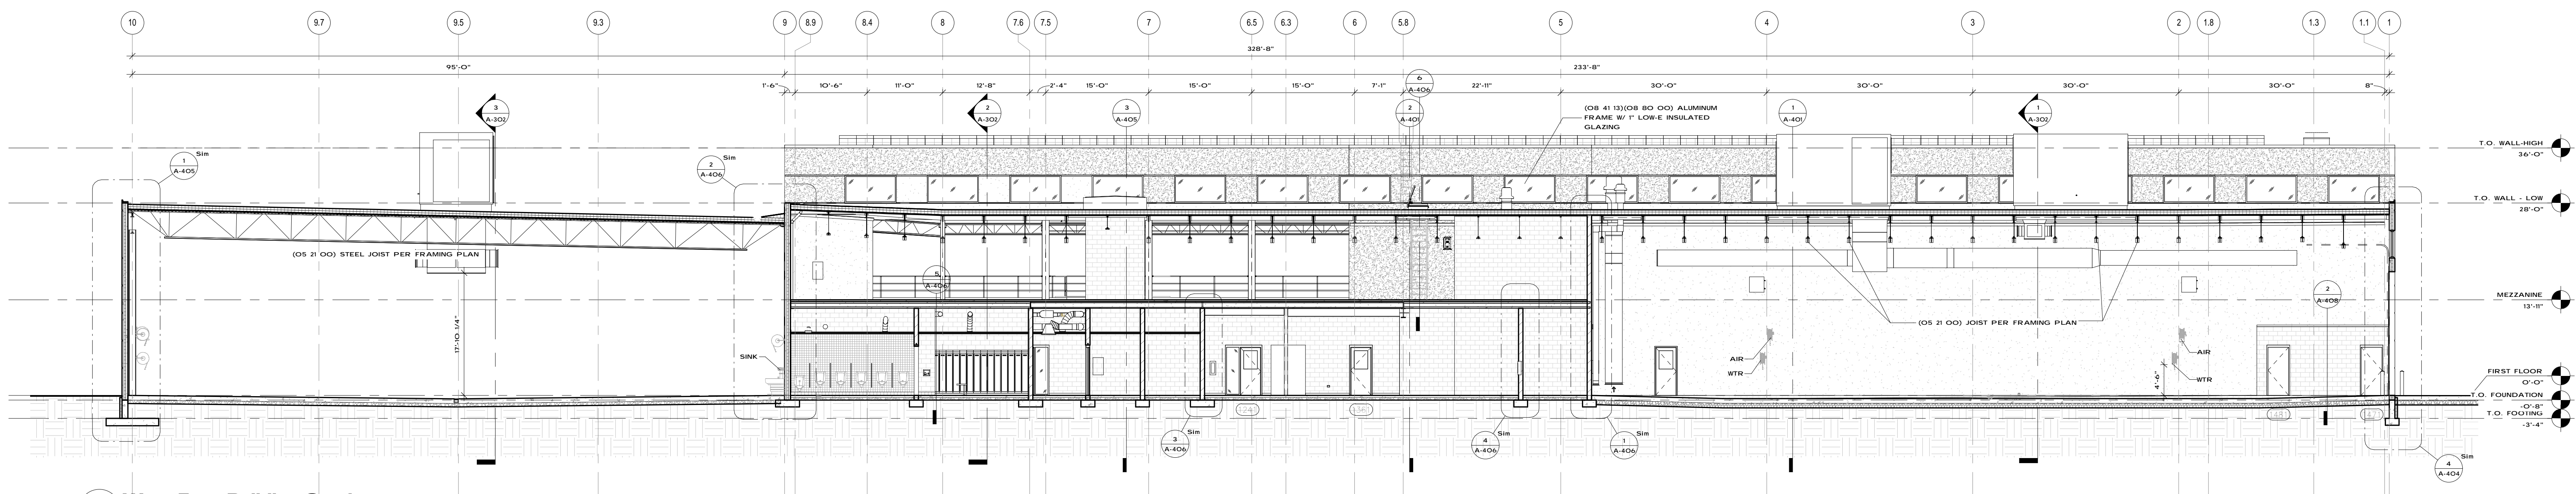 10 9.7 9.5 9.3 9 8.9 8.4 8 7.6 7.5 7 6.5 6.3 6 5.8 5 4 3 2 1.8 1.3 1.1 1
328'-8"
95'-0" 233'-8"
1'-6" 10'-6" 11'-0" 12'-8" 2'-4" 15'-0" 15'-0" 15'-0" 7'-1" 22'-11" 30'-0" 30'-0" 30'-0" 30'-0" 8"
6
A-406
3
A-302
2
A-302
3
A-405
2
A-401
1
A-401
1
A-302
(08 41 13)(08 80 00) ALUMINUM
FRAME W/ 1" LOW-E INSULATED
GLAZING
1
A-405
Sim
2
A-406
Sim
T.O. WALL-HIGH
36'-0"
T.O. WALL - LOW
28'-0"
(05 21 00) STEEL JOIST PER FRAMING PLAN
5
A-406
17'-10 1/4"
MEZZANINE
13'-11"
2
A-408
(05 21 00) JOIST PER FRAMING PLAN
SINK
AIR
WTR
AIR
WTR
4'-6"
FIRST FLOOR
0'-0"
T.O. FOUNDATION
-0'-8"
T.O. FOOTING
-3'-4"
3
A-406
Sim
4
A-406
Sim
1
A-406
Sim
4
A-404
Sim